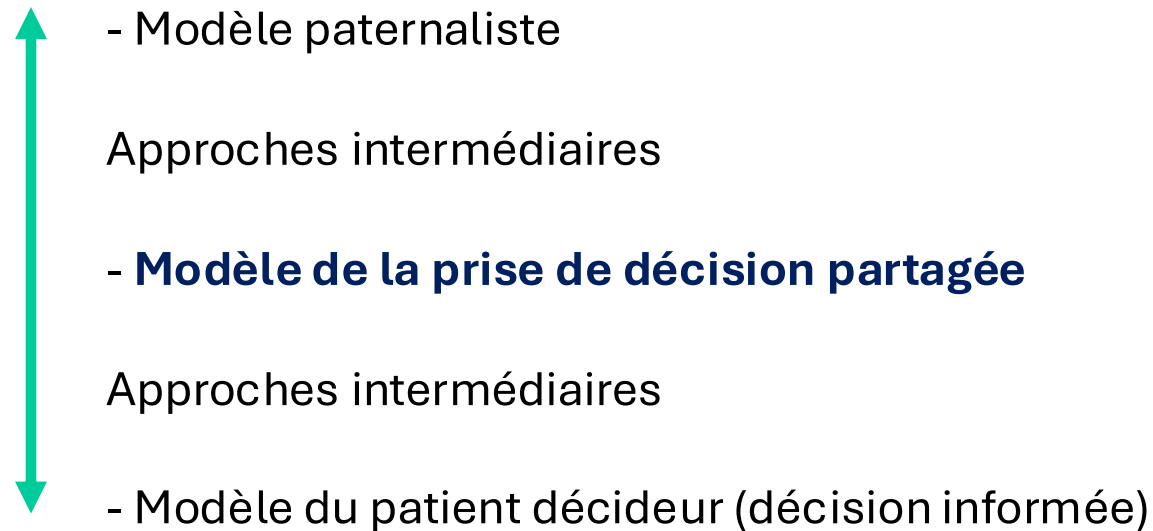 - Modèle paternaliste
Approches intermédiaires
- Modèle de la prise de décision partagée
Approches intermédiaires
- Modèle du patient décideur (décision informée)